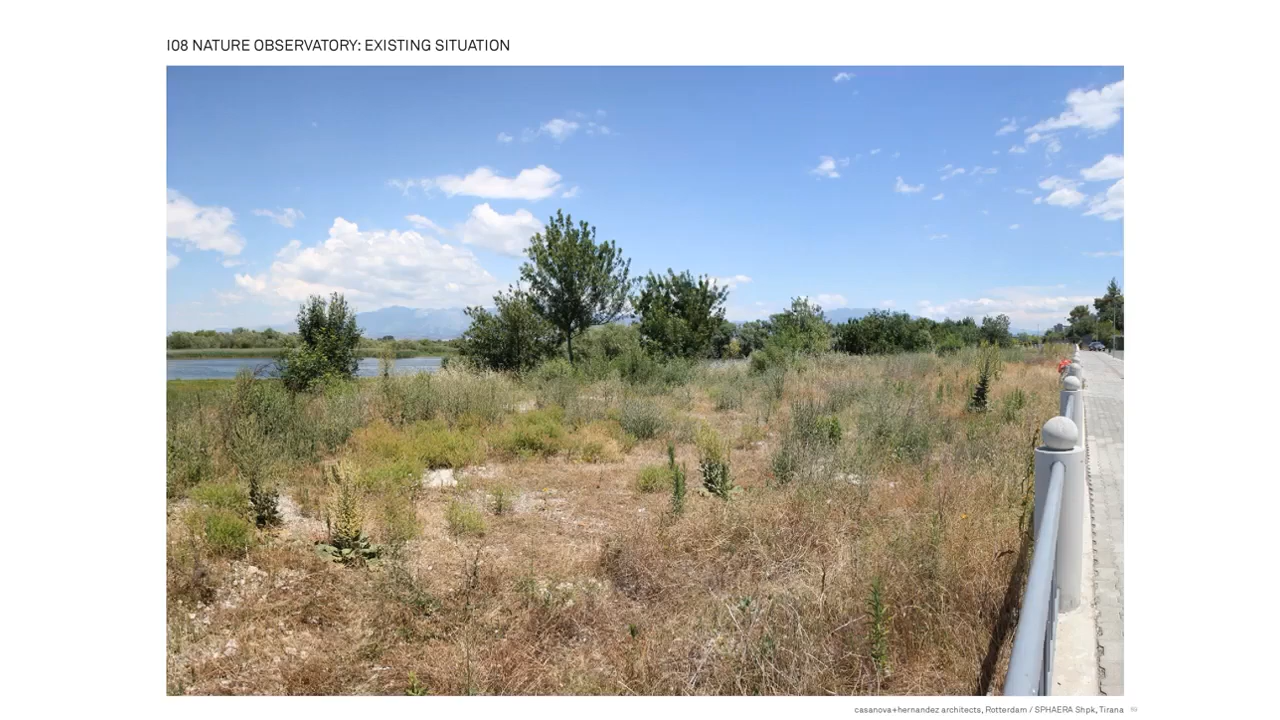 I08 NATURE OBSERVATORY: EXISTING SITUATION
casanova+hernandez architects, Rotterdam / SPHAERA Shpk, Tirana